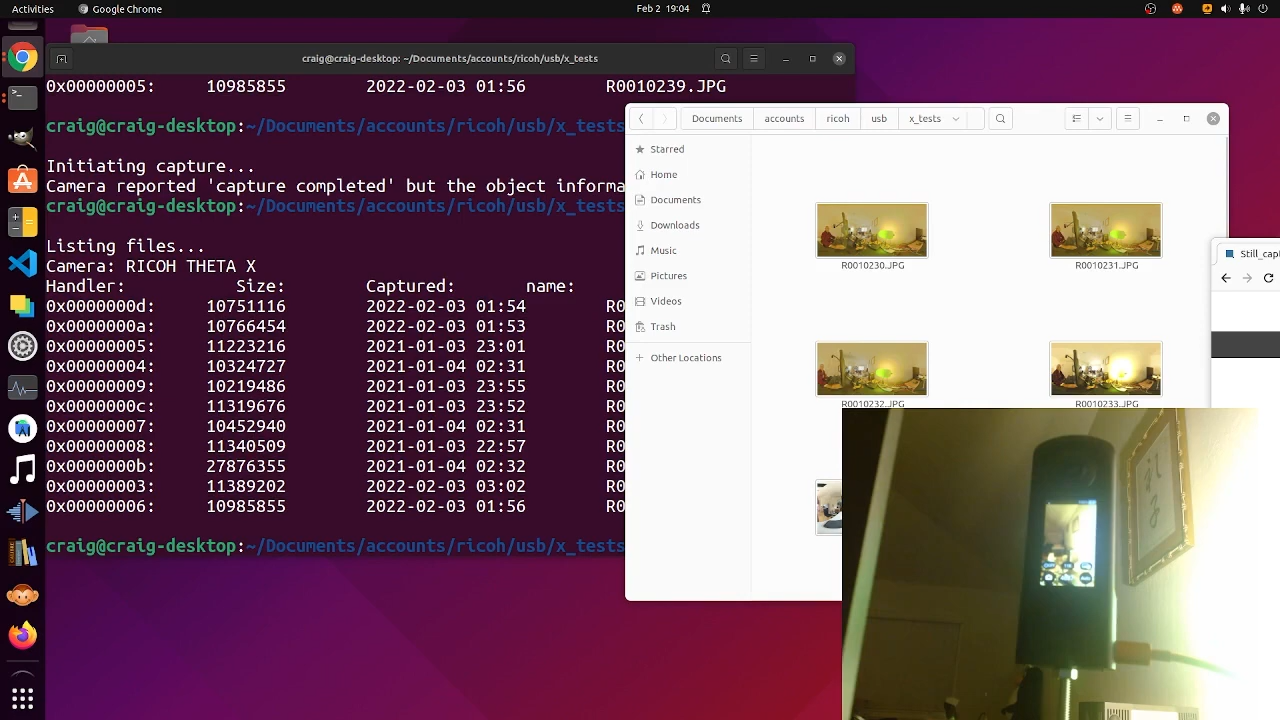 Activities
Google Chrome
Feb 2 19:04
craig@craig-desktop: ~/Documents/accounts/ricoh/usb/x_tests
0x00000005: 10985855 2022-02-03 01:56 R0010239.JPG
craig@craig-desktop:~/Documents/accounts/ricoh/usb/x_tests
Initiating capture...
Camera reported 'capture completed' but the object informa
craig@craig-desktop:~/Documents/accounts/ricoh/usb/x_tests
Listing files...
Camera: RICOH THETA X
Handler: Size: Captured: name:
0x0000000d: 10751116 2022-02-03 01:54 R0
0x0000000a: 10766454 2022-02-03 01:53 R0
0x00000005: 11223216 2021-01-03 23:01 R0
0x00000004: 10324727 2021-01-04 02:31 R0
0x00000009: 10219486 2021-01-03 23:55 R0
0x0000000c: 11319676 2021-01-03 23:52 R0
0x00000007: 10452940 2021-01-04 02:31 R0
0x00000008: 11340509 2021-01-03 22:57 R0
0x0000000b: 27876355 2021-01-04 02:32 R0
0x00000003: 11389202 2022-02-03 03:02 R0
0x00000006: 10985855 2022-02-03 01:56 R0
craig@craig-desktop:~/Documents/accounts/ricoh/usb/x_tests
Documents accounts ricoh usb x_tests
Starred
Home
Documents
Downloads
Music
Pictures
Videos
Trash
Other Locations
R0010230.JPG
R0010231.JPG
R0010232.JPG
R0010233.JPG
Still_capt